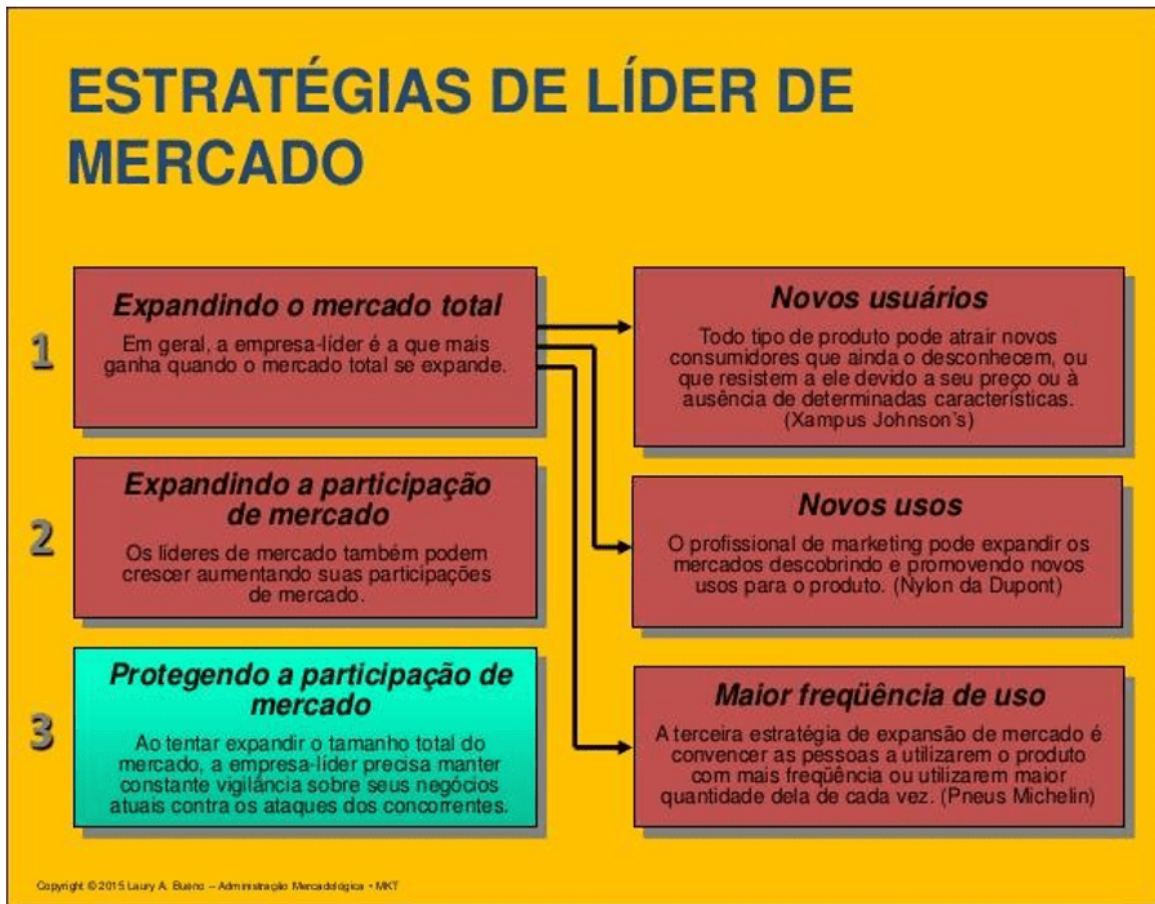 ESTRATÉGIAS DE LÍDER DE
MERCADO
1
Expandindo o mercado total
Em geral, a empresa-líder é a que mais
ganha quando o mercado total se expande.
2
Expandindo a participação
de mercado
Os líderes de mercado também podem
crescer aumentando suas participações
de mercado.
3
Protegendo a participação de
mercado
Ao tentar expandir o tamanho total do
mercado, a empresa-líder precisa manter
constante vigilância sobre seus negócios
atuais contra os ataques dos concorrentes.
Novos usuários
Todo tipo de produto pode atrair novos
consumidores que ainda o desconhecem, ou
que resistem a ele devido a seu preço ou à
ausência de determinadas características.
(Xampus Johnson's)
Novos usos
O profissional de marketing pode expandir os
mercados descobrindo e promovendo novos
usos para o produto. (Nylon da Dupont)
Maior freqüência de uso
A terceira estratégia de expansão de mercado é
convencer as pessoas a utilizarem o produto
com mais freqüência ou utilizarem maior
quantidade dela de cada vez. (Pneus Michelin)
Copyright © 2015 Laury A. Bueno – Administração Mercadológica • MKT